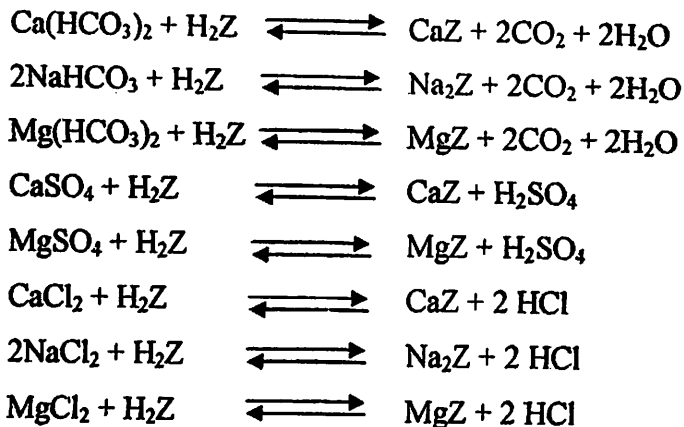 Ca(HCO₃)₂ + H₂Z ⇄ CaZ + 2CO₂ + 2H₂O
2NaHCO₃ + H₂Z ⇄ Na₂Z + 2CO₂ + 2H₂O
Mg(HCO₃)₂ + H₂Z ⇄ MgZ + 2CO₂ + 2H₂O
CaSO₄ + H₂Z ⇄ CaZ + H₂SO₄
MgSO₄ + H₂Z ⇄ MgZ + H₂SO₄
CaCl₂ + H₂Z ⇄ CaZ + 2 HCl
2NaCl₂ + H₂Z ⇄ Na₂Z + 2 HCl
MgCl₂ + H₂Z ⇄ MgZ + 2 HCl